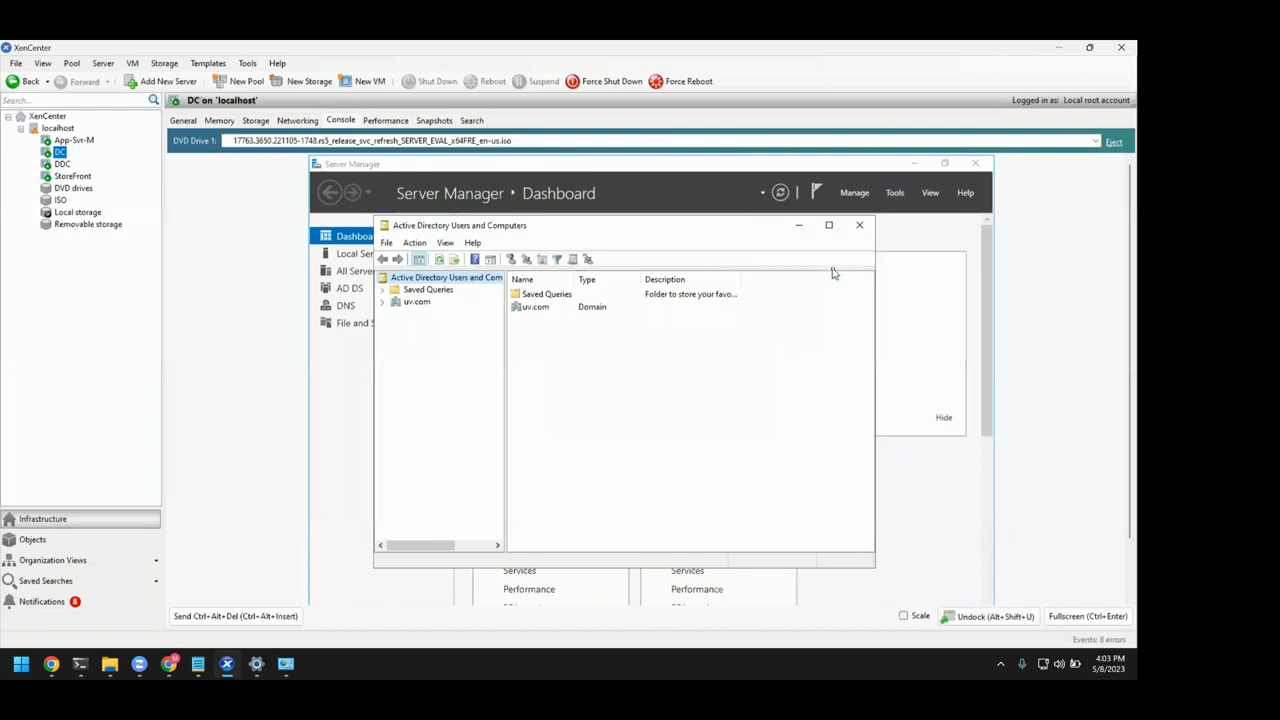 XenCenter
File View Pool Server VM Storage Templates Tools Help
Back Forward Add New Server New Pool New Storage New VM Shut Down Reboot Suspend Force Shut Down Force Reboot
Search...
DC on 'localhost'
Logged in as: Local root account
XenCenter
localhost
App-Svr-M
DC
DDC
StoreFront
DVD drives
ISO
Local storage
Removable storage
General Memory Storage Networking Console Performance Snapshots Search
DVD Drive 1: 17763.3650.221105-1748.rs5_release_svc_refresh_SERVER_EVAL_x64FRE_en-us.iso Eject
Server Manager
Server Manager Dashboard
Manage Tools View Help
Dashboa
Local Ser
All Serve
AD DS
DNS
File and S
Active Directory Users and Computers
File Action View Help
Active Directory Users and Com
Saved Queries
uv.com
Name Type Description
Saved Queries Folder to store your favo...
uv.com Domain
Hide
Services Services
Performance Performance
Infrastructure
Objects
Organization Views
Saved Searches
Notifications 8
Send Ctrl+Alt+Del (Ctrl+Alt+Insert)
Scale
Undock (Alt+Shift+U)
Fullscreen (Ctrl+Enter)
Events: 8 errors
4:03 PM
5/8/2023